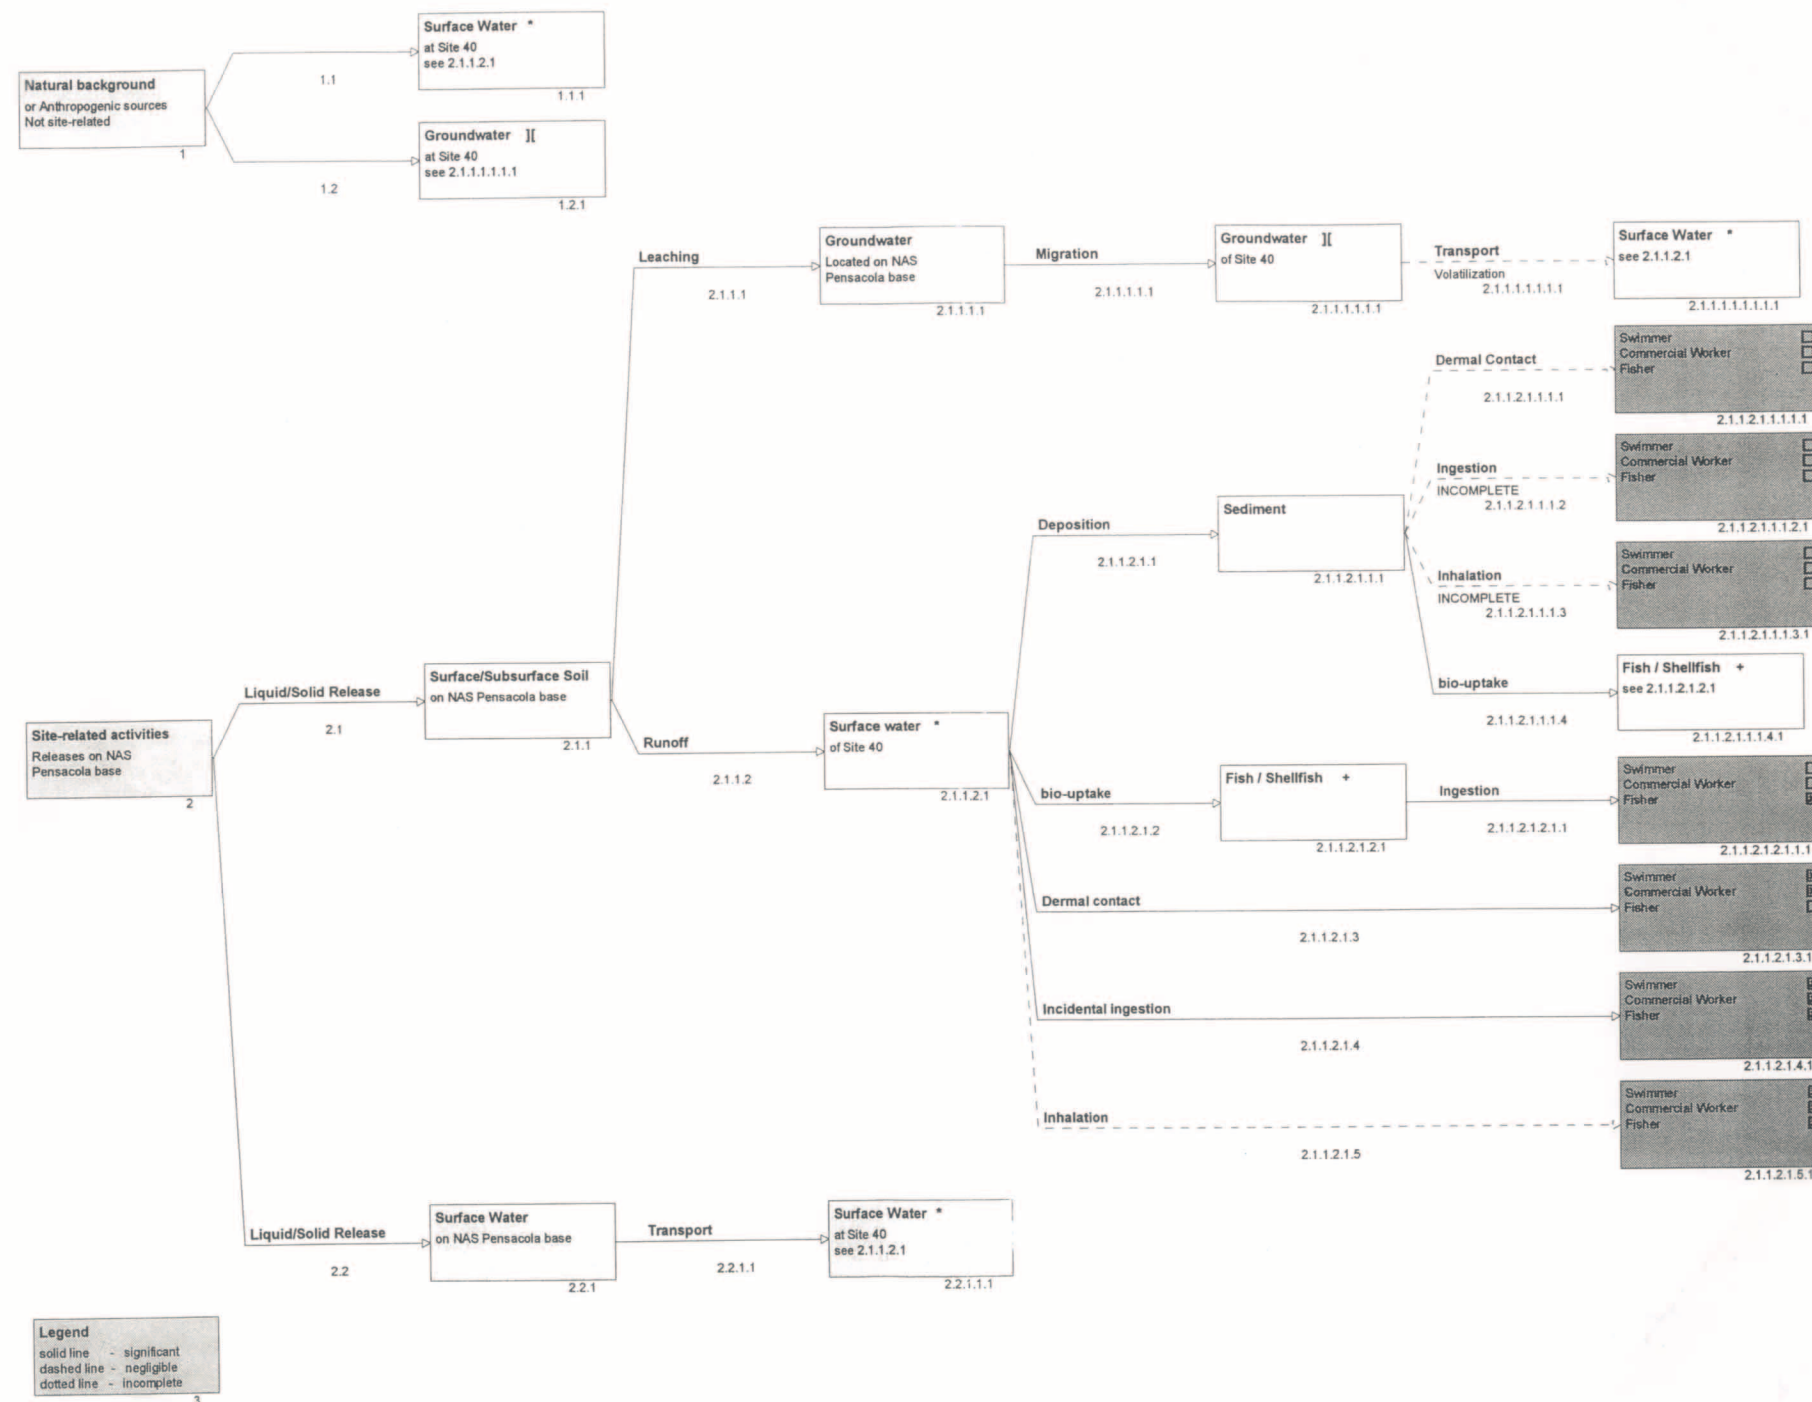 Surface Water *
at Site 40
see 2.1.1.2.1
1.1.1
Natural background
or Anthropogenic sources
Not site-related
1
1.1
1.2
Groundwater ][
at Site 40
see 2.1.1.1.1.1.1
1.2.1
Leaching
2.1.1.1
Groundwater
Located on NAS
Pensacola base
2.1.1.1.1
Migration
2.1.1.1.1.1
Groundwater ][
of Site 40
2.1.1.1.1.1.1
Transport
Volatilization
2.1.1.1.1.1.1.1
Surface Water *
see 2.1.1.2.1
2.1.1.1.1.1.1.1.1
Dermal Contact
2.1.1.2.1.1.1.1
Swimmer
Commercial Worker
Fisher
2.1.1.2.1.1.1.1.1
Ingestion
INCOMPLETE
2.1.1.2.1.1.1.2
Swimmer
Commercial Worker
Fisher
2.1.1.2.1.1.1.2.1
Deposition
2.1.1.2.1.1
Sediment
2.1.1.2.1.1.1
Inhalation
INCOMPLETE
2.1.1.2.1.1.1.3
Swimmer
Commercial Worker
Fisher
2.1.1.2.1.1.1.3.1
bio-uptake
2.1.1.2.1.1.1.4
Fish / Shellfish +
see 2.1.1.2.1.2.1
2.1.1.2.1.1.1.4.1
Site-related activities
Releases on NAS
Pensacola base
2
Liquid/Solid Release
2.1
Surface/Subsurface Soil
on NAS Pensacola base
2.1.1
Runoff
2.1.1.2
Surface water *
of Site 40
2.1.1.2.1
bio-uptake
2.1.1.2.1.2
Fish / Shellfish +
2.1.1.2.1.2.1
Ingestion
2.1.1.2.1.2.1.1
Swimmer
Commercial Worker
Fisher
2.1.1.2.1.2.1.1.1
Dermal contact
2.1.1.2.1.3
Swimmer
Commercial Worker
Fisher
2.1.1.2.1.3.1
Incidental ingestion
2.1.1.2.1.4
Swimmer
Commercial Worker
Fisher
2.1.1.2.1.4.1
Inhalation
2.1.1.2.1.5
Swimmer
Commercial Worker
Fisher
2.1.1.2.1.5.1
Liquid/Solid Release
2.2
Surface Water
on NAS Pensacola base
2.2.1
Transport
2.2.1.1
Surface Water *
at Site 40
see 2.1.1.2.1
2.2.1.1.1
Legend
solid line - significant
dashed line - negligible
dotted line - incomplete
3